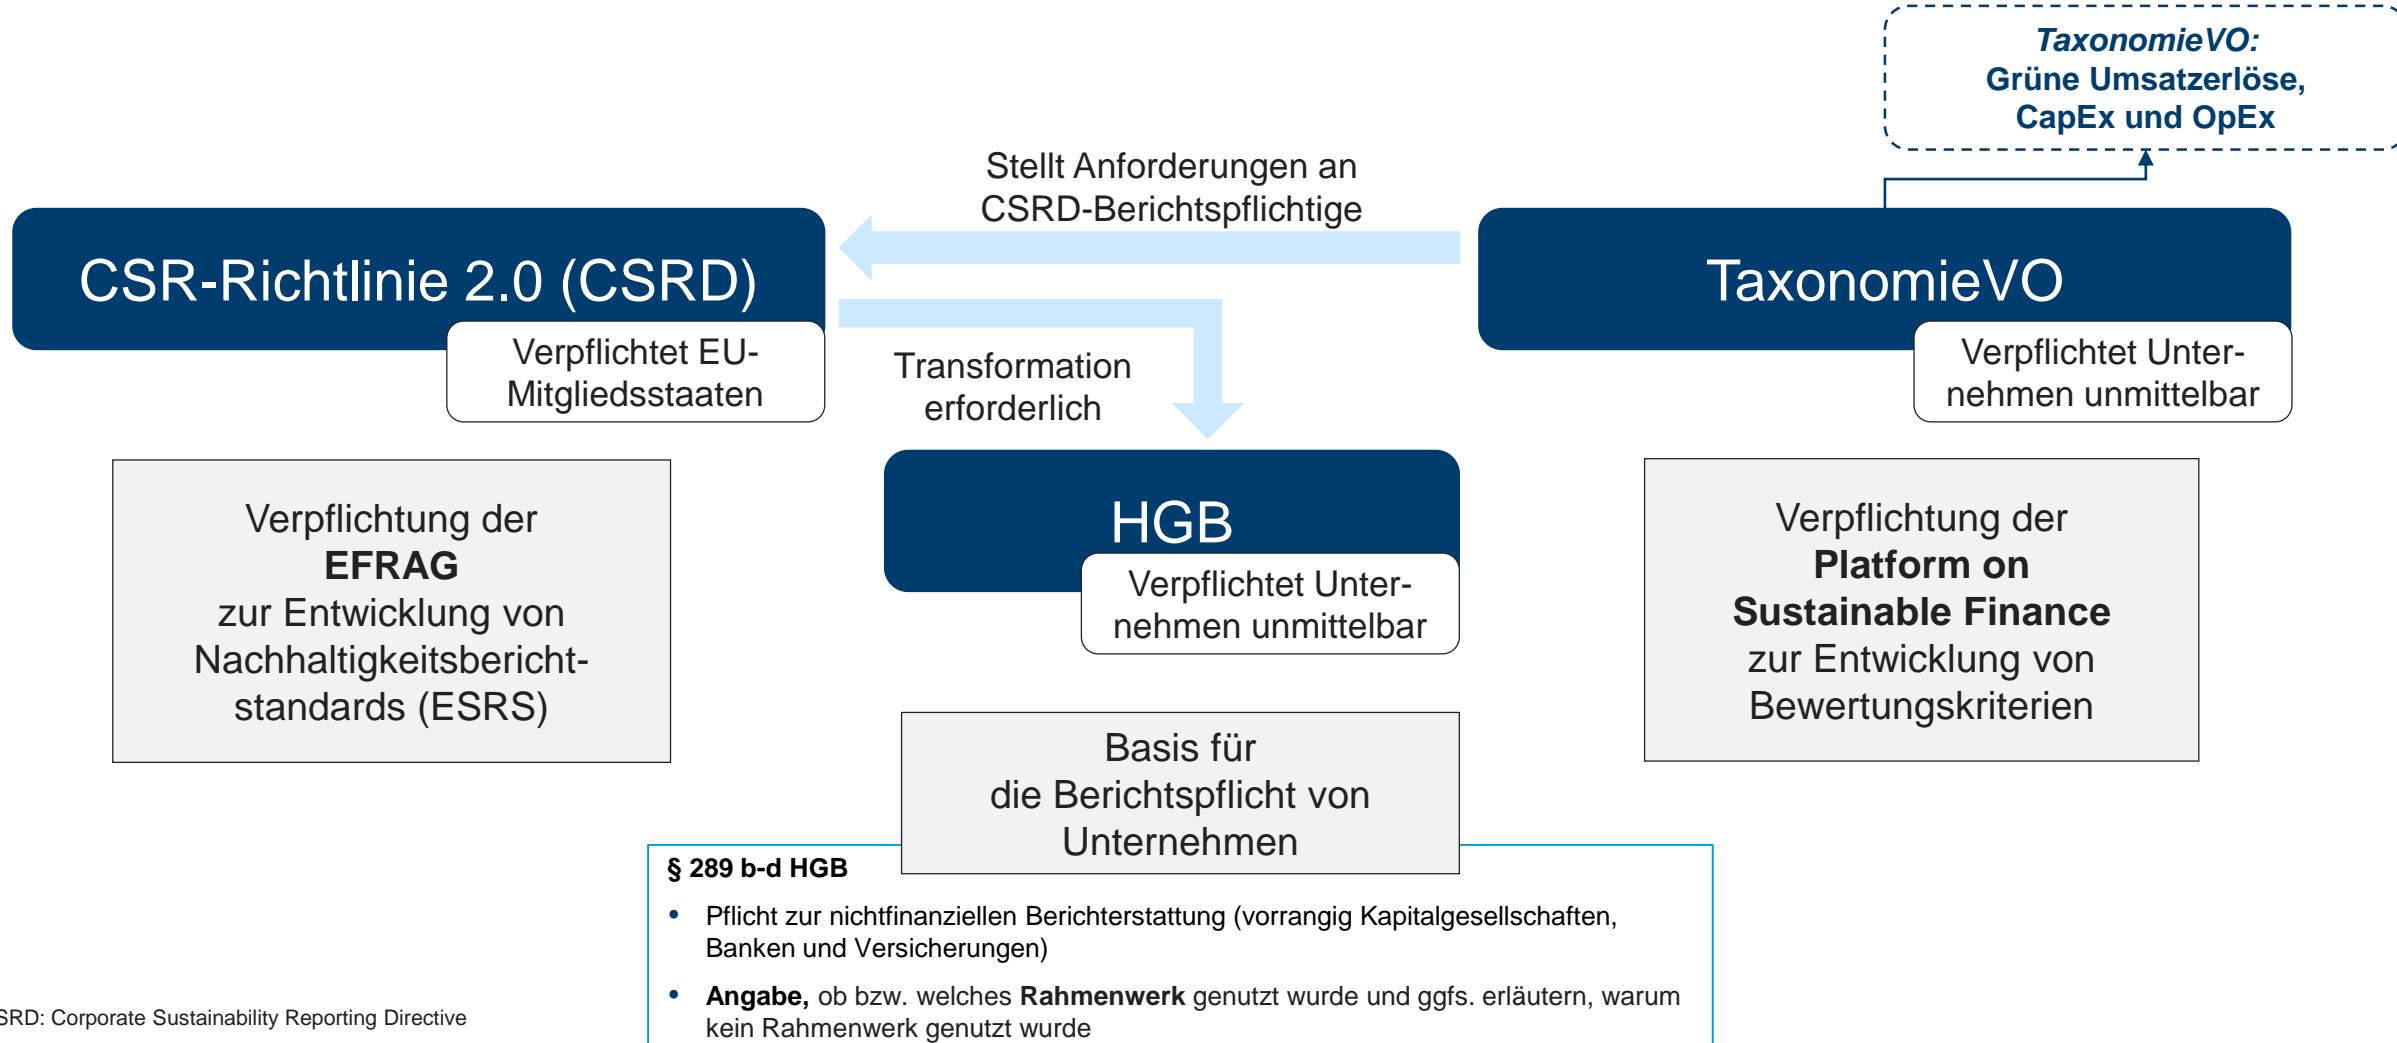 TaxonomieVO:
Grüne Umsatzerlöse,
CapEx und OpEx
Stellt Anforderungen an
CSRD-Berichtspflichtige
CSR-Richtlinie 2.0 (CSRD)
TaxonomieVO
Verpflichtet EU-
Mitgliedsstaaten
Transformation
erforderlich
Verpflichtet Unter-
nehmen unmittelbar
HGB
Verpflichtet Unter-
nehmen unmittelbar
Verpflichtung der
EFRAG
zur Entwicklung von
Nachhaltigkeitsbericht-
standards (ESRS)
Verpflichtung der
Platform on
Sustainable Finance
zur Entwicklung von
Bewertungskriterien
Basis für
die Berichtspflicht von
Unternehmen
§ 289 b-d HGB
• Pflicht zur nichtfinanziellen Berichterstattung (vorrangig Kapitalgesellschaften,
Banken und Versicherungen)
• Angabe, ob bzw. welches Rahmenwerk genutzt wurde und ggfs. erläutern, warum
kein Rahmenwerk genutzt wurde
SRD: Corporate Sustainability Reporting Directive